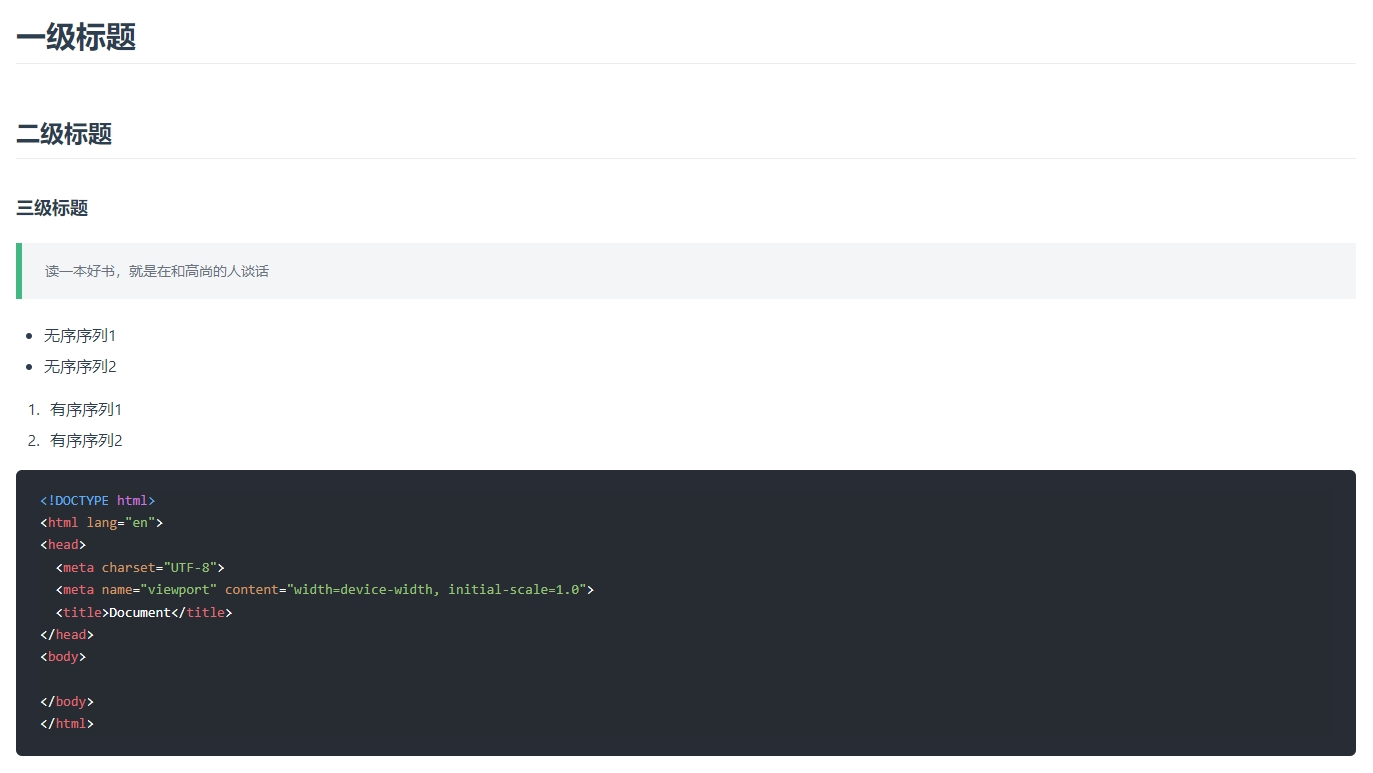 一级标题
二级标题
三级标题
读一本好书，就是在和高尚的人谈话
• 无序序列1
• 无序序列2
1. 有序序列1
2. 有序序列2
<!DOCTYPE html>
<html lang="en">
<head>
  <meta charset="UTF-8">
  <meta name="viewport" content="width=device-width, initial-scale=1.0">
  <title>Document</title>
</head>
<body>

</body>
</html>